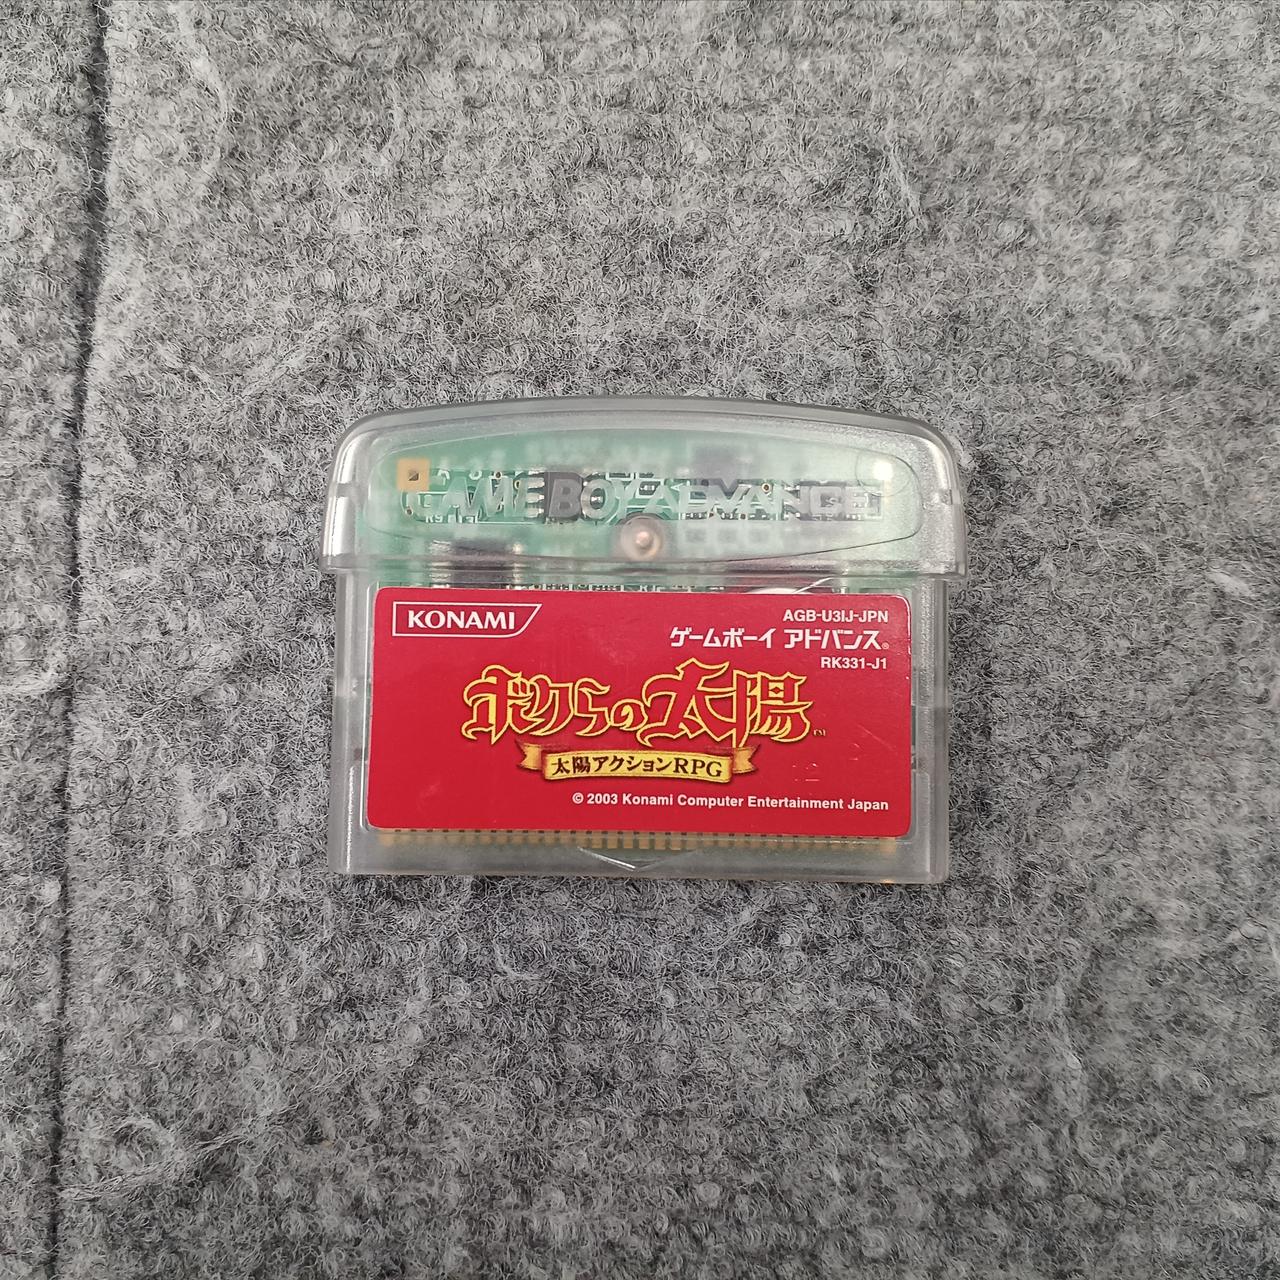 GAME BOY ADVANCE
KONAMI
AGB-U3IJ-JPN
ゲームボーイ アドバンス®
RK331-J1
ボクらの太陽™
太陽アクションRPG
© 2003 Konami Computer Entertainment Japan